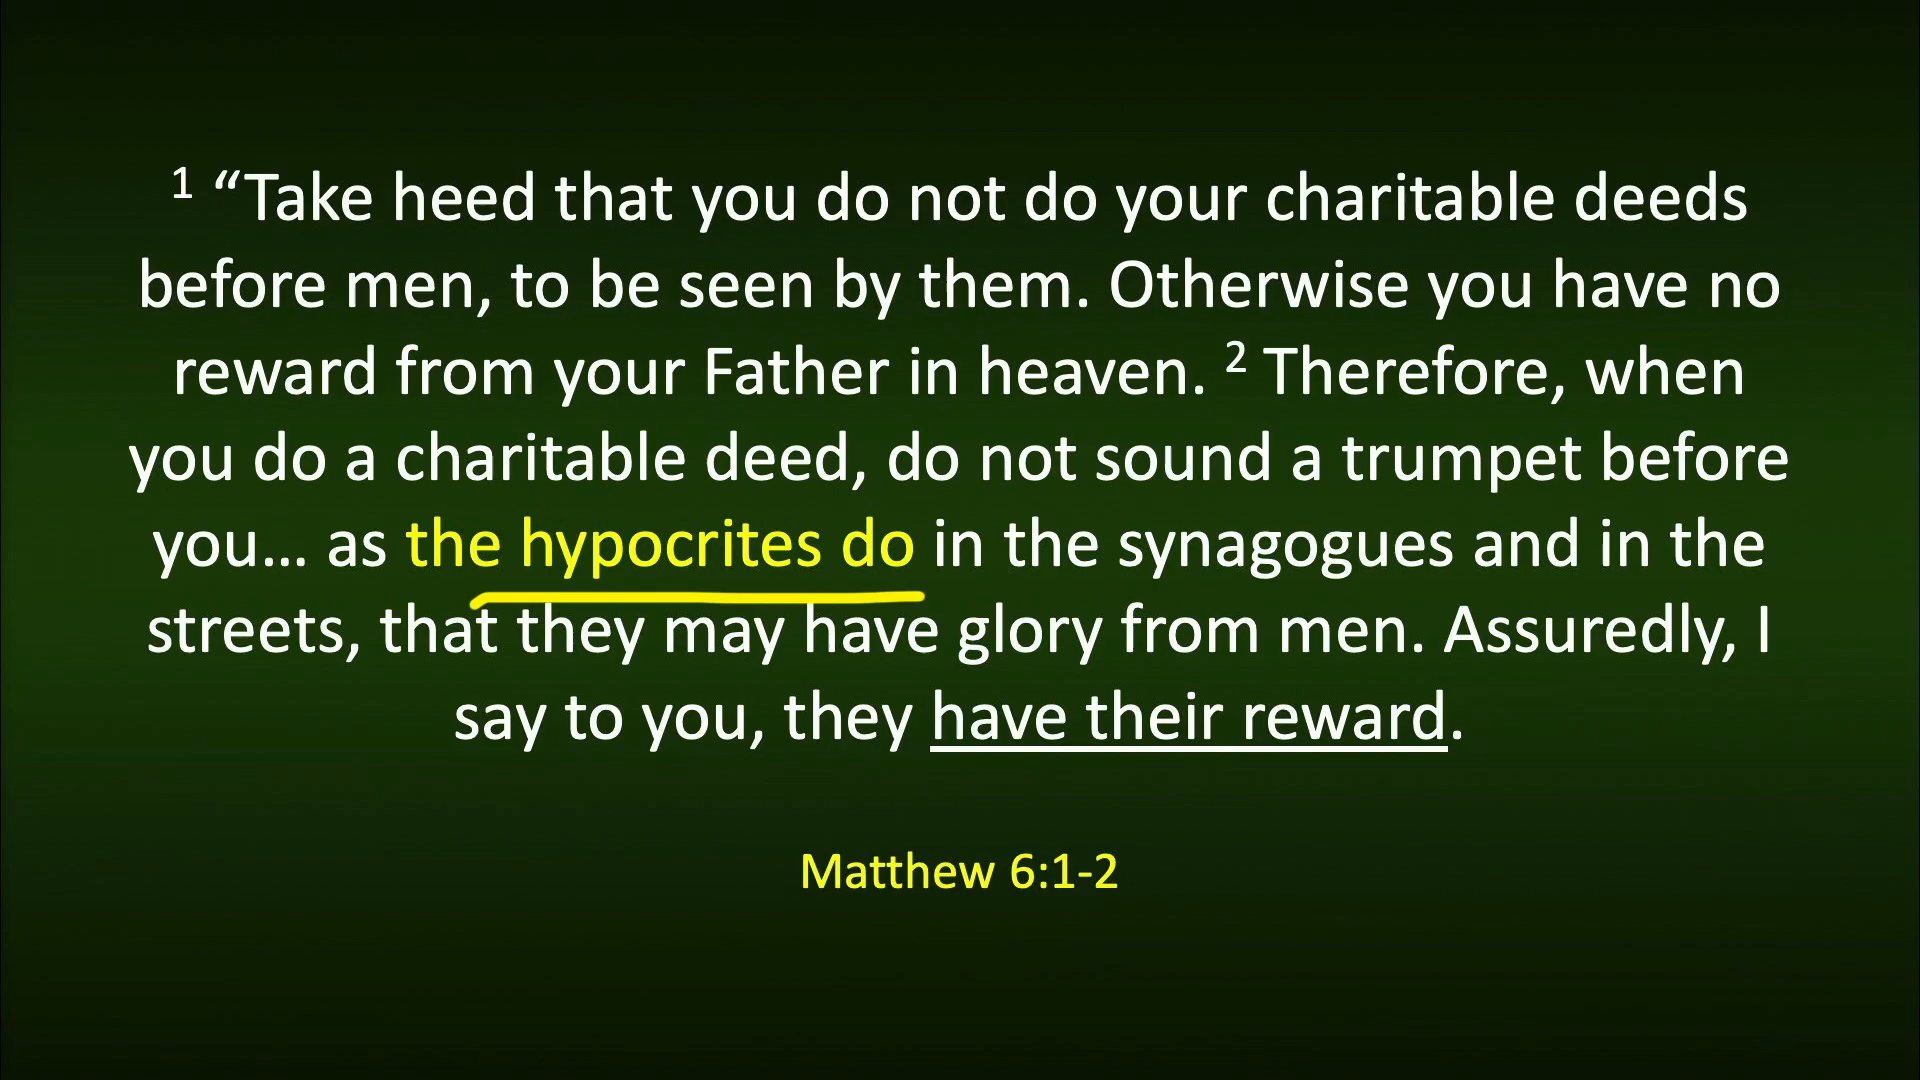 1 “Take heed that you do not do your charitable deeds
before men, to be seen by them. Otherwise you have no
reward from your Father in heaven. 2 Therefore, when
you do a charitable deed, do not sound a trumpet before
you… as the hypocrites do in the synagogues and in the
streets, that they may have glory from men. Assuredly, I
say to you, they have their reward.
Matthew 6:1-2